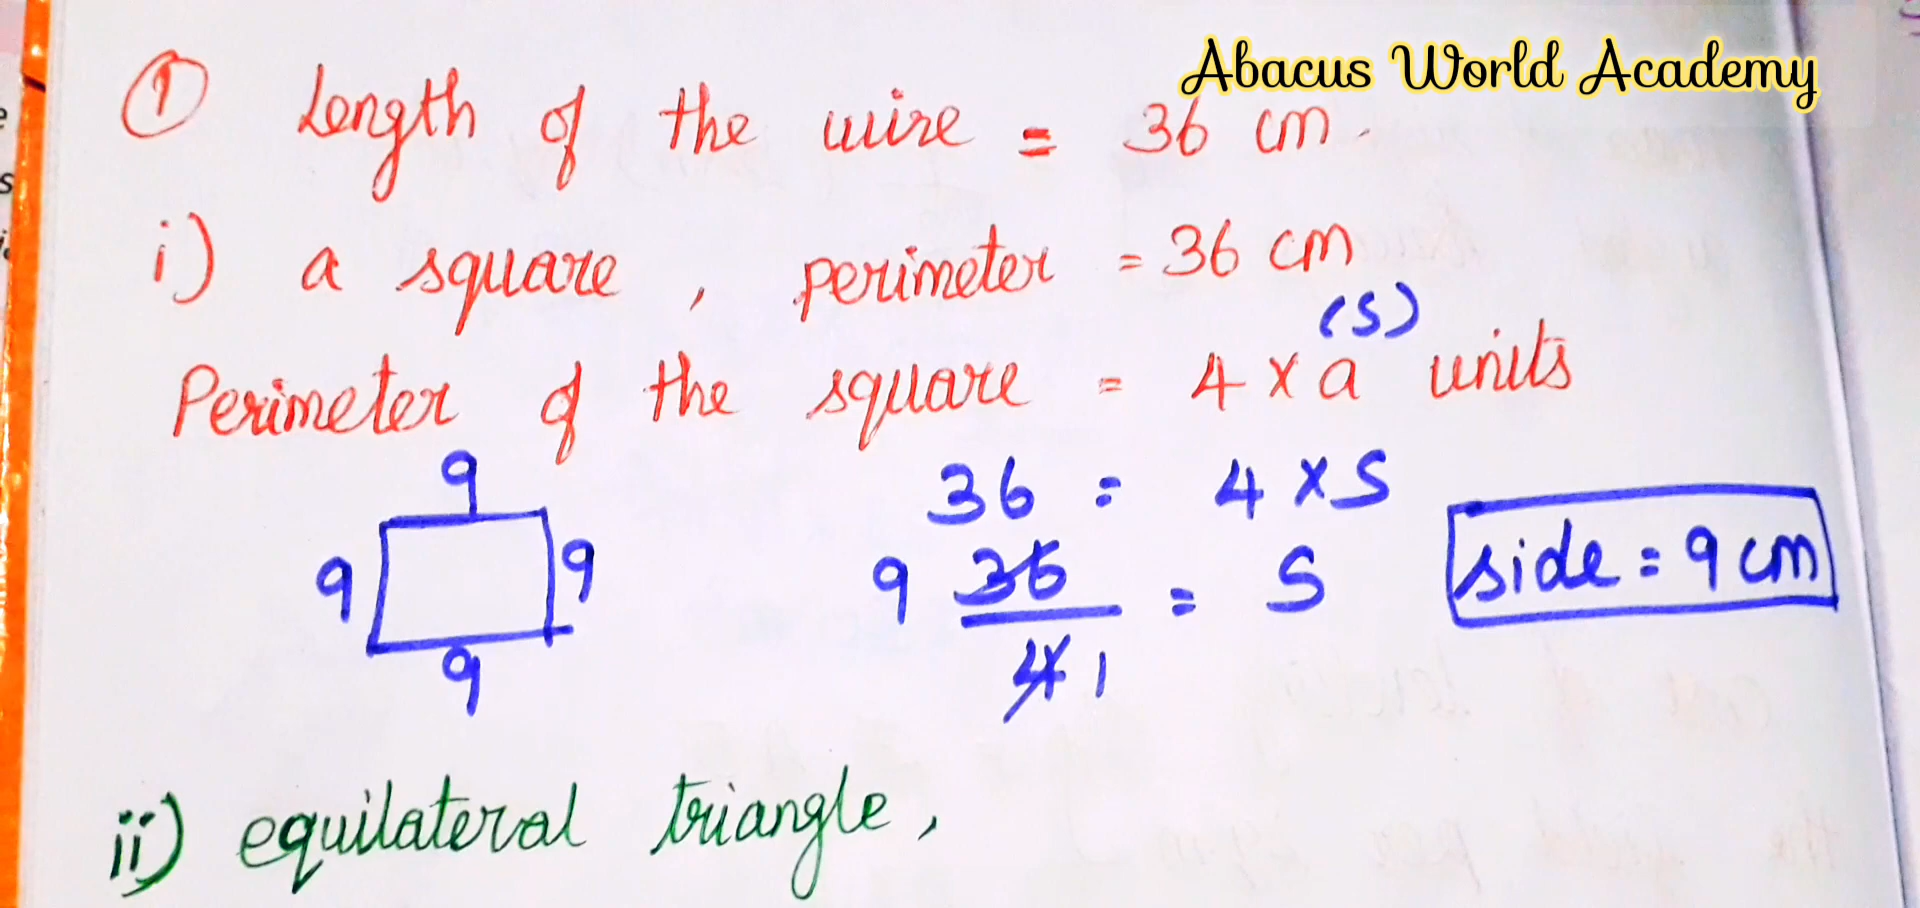 Abacus World Academy
① Length of the wire = 36 cm.
i) a square, perimeter = 36 cm
(S)
Perimeter of the square = 4 x a units
9
36 = 4 x S
9 9
9 36 = S
side = 9 cm
4 1
9
ii) equilateral triangle,